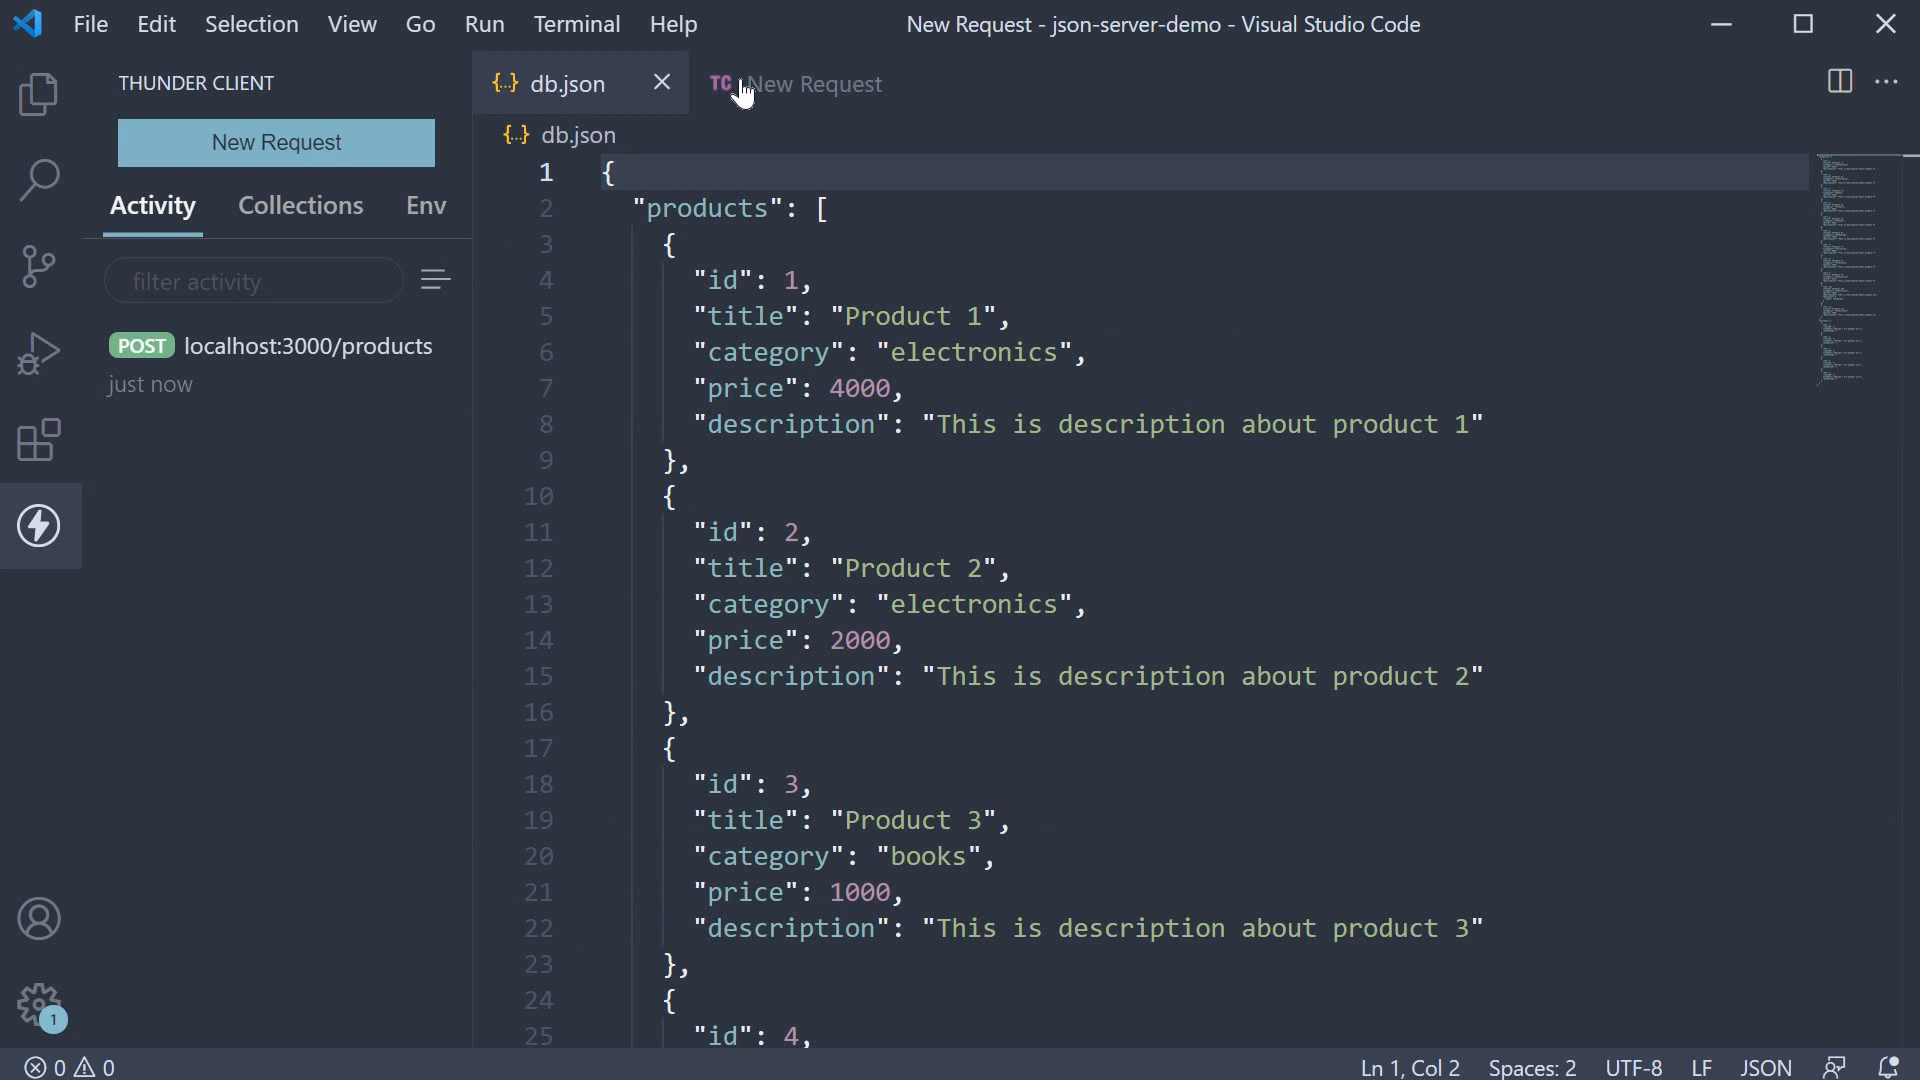 File Edit Selection View Go Run Terminal Help
New Request - json-server-demo - Visual Studio Code
THUNDER CLIENT
New Request
Activity Collections Env
filter activity
POST localhost:3000/products
just now
1
{..} db.json
TC New Request
{..} db.json
1 {
2 "products": [
3 {
4 "id": 1,
5 "title": "Product 1",
6 "category": "electronics",
7 "price": 4000,
8 "description": "This is description about product 1"
9 },
10 {
11 "id": 2,
12 "title": "Product 2",
13 "category": "electronics",
14 "price": 2000,
15 "description": "This is description about product 2"
16 },
17 {
18 "id": 3,
19 "title": "Product 3",
20 "category": "books",
21 "price": 1000,
22 "description": "This is description about product 3"
23 },
24 {
25 "id": 4,
0 0
Ln 1, Col 2 Spaces: 2 UTF-8 LF JSON